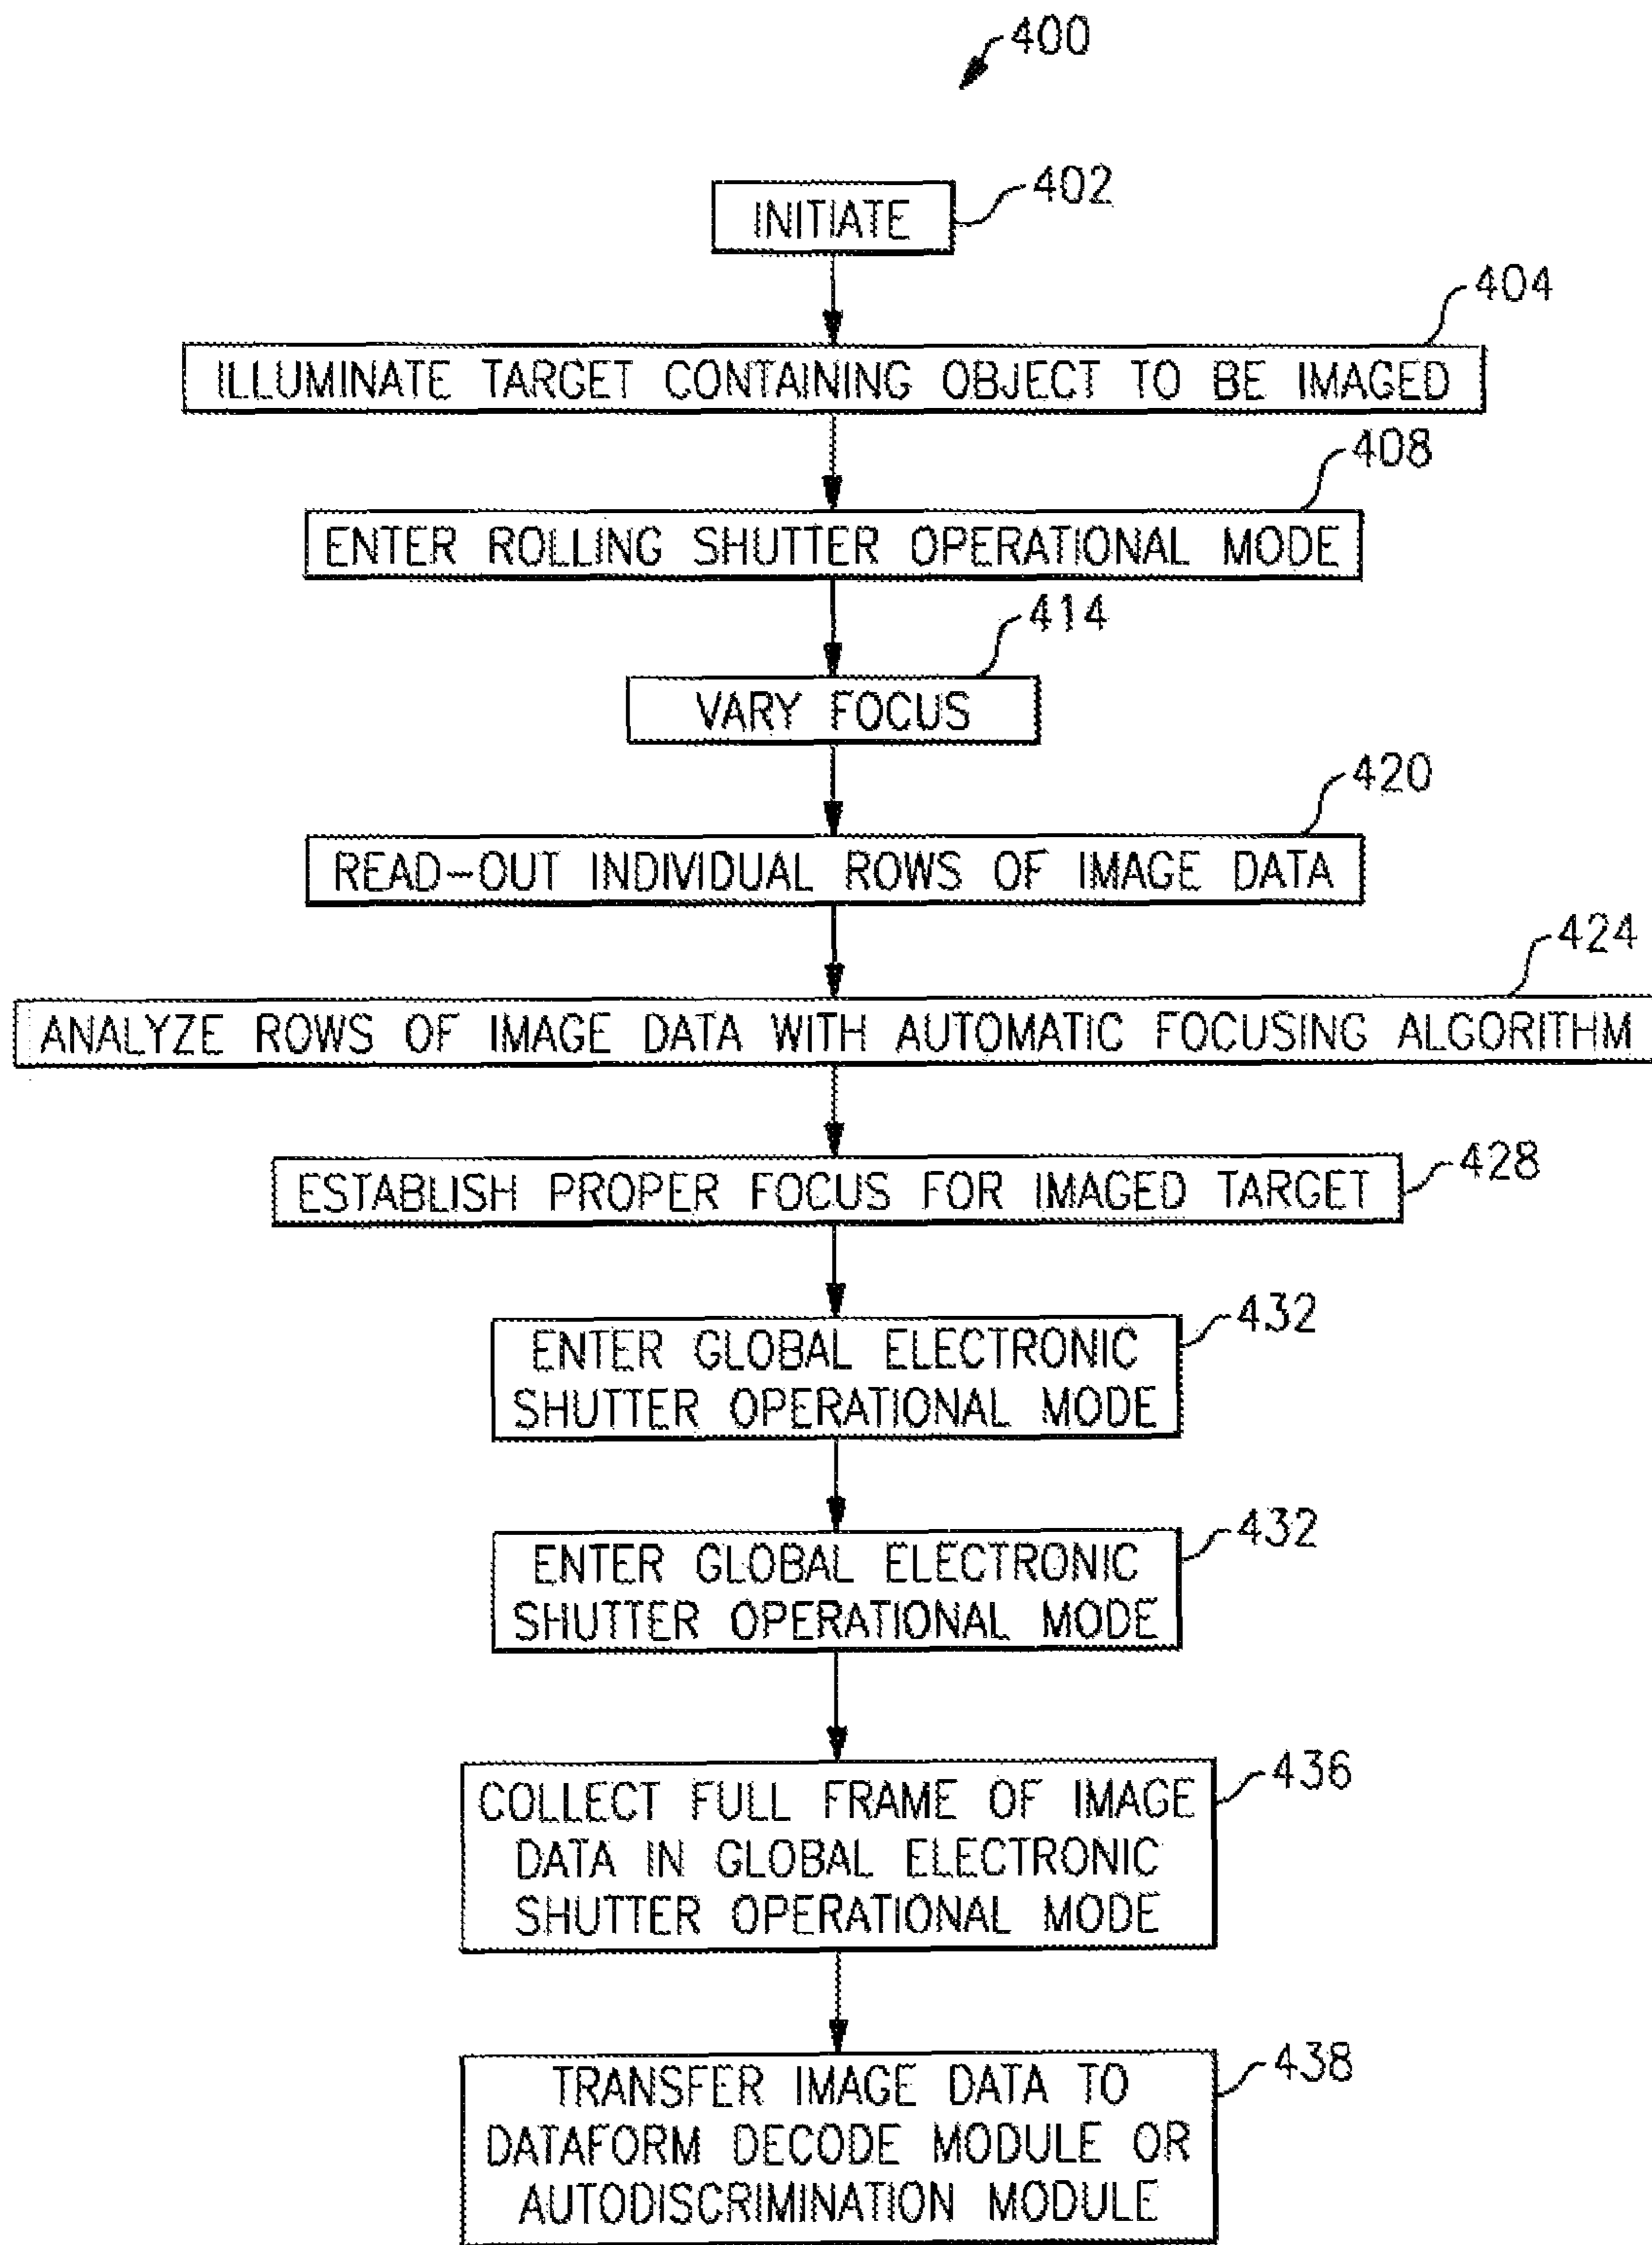 400
402
INITIATE
404
ILLUMINATE TARGET CONTAINING OBJECT TO BE IMAGED
408
ENTER ROLLING SHUTTER OPERATIONAL MODE
414
VARY FOCUS
420
READ-OUT INDIVIDUAL ROWS OF IMAGE DATA
424
ANALYZE ROWS OF IMAGE DATA WITH AUTOMATIC FOCUSING ALGORITHM
ESTABLISH PROPER FOCUS FOR IMAGED TARGET
428
ENTER GLOBAL ELECTRONIC
SHUTTER OPERATIONAL MODE
432
ENTER GLOBAL ELECTRONIC
SHUTTER OPERATIONAL MODE
432
COLLECT FULL FRAME OF IMAGE
DATA IN GLOBAL ELECTRONIC
SHUTTER OPERATIONAL MODE
436
TRANSFER IMAGE DATA TO
DATAFORM DECODE MODULE OR
AUTODISCRIMINATION MODULE
438